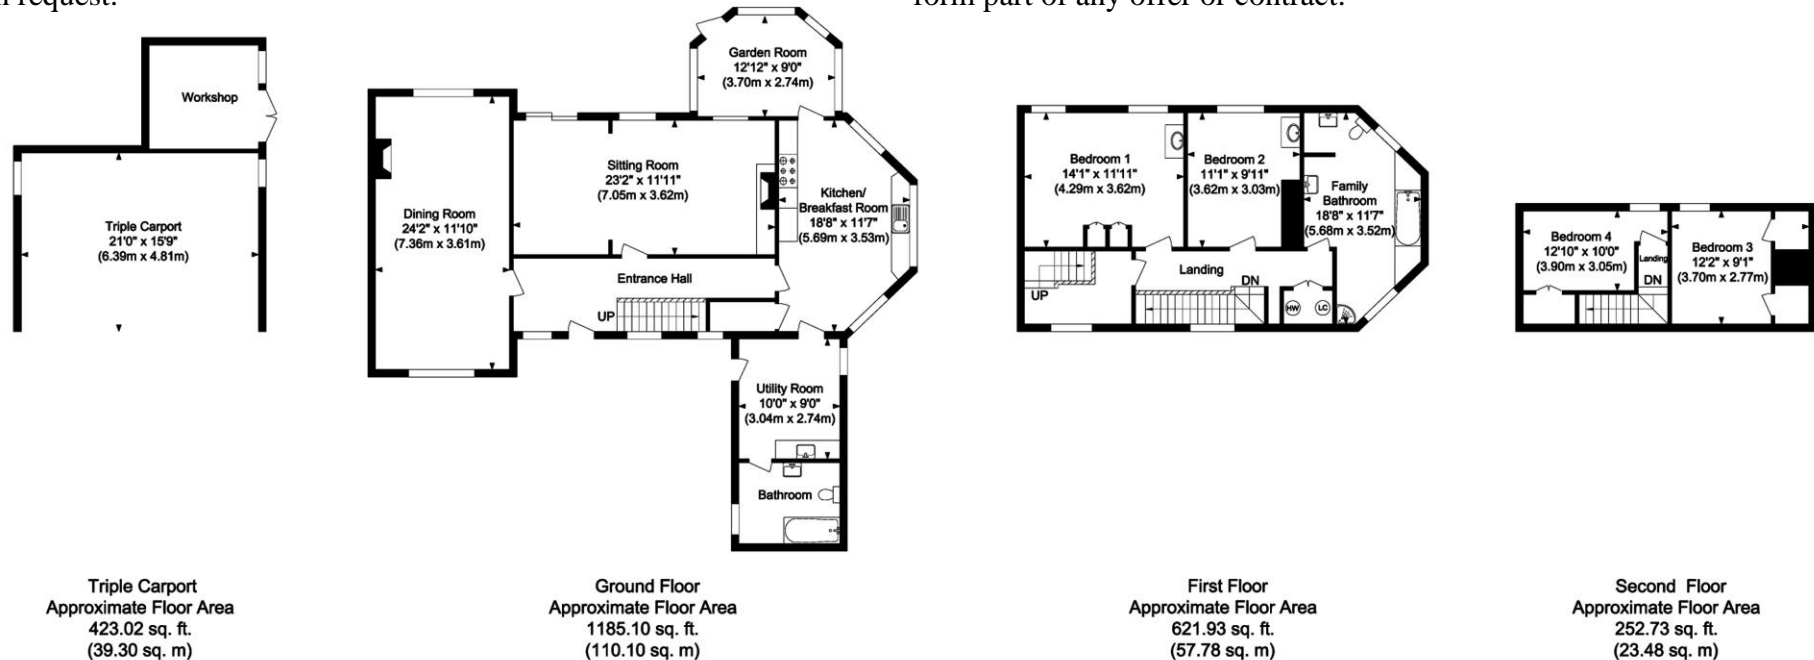 request.
form part of any offer or contract.
Workshop
Triple Carport
21'0" x 15'9"
(6.39m x 4.81m)
Garden Room
12'12" x 9'0"
(3.70m x 2.74m)
Dining Room
24'2" x 11'10"
(7.36m x 3.61m)
Sitting Room
23'2" x 11'11"
(7.05m x 3.62m)
Kitchen/
Breakfast Room
18'8" x 11'7"
(5.69m x 3.53m)
Entrance Hall
UP
Utility Room
10'0" x 9'0"
(3.04m x 2.74m)
Bathroom
Bedroom 1
14'1" x 11'11"
(4.29m x 3.62m)
Bedroom 2
11'1" x 9'11"
(3.62m x 3.03m)
Family
Bathroom
18'8" x 11'7"
(5.68m x 3.52m)
Landing
UP
DN
HW
LC
Bedroom 4
12'10" x 10'0"
(3.90m x 3.05m)
Landing
DN
Bedroom 3
12'2" x 9'1"
(3.70m x 2.77m)
Triple Carport
Approximate Floor Area
423.02 sq. ft.
(39.30 sq. m)
Ground Floor
Approximate Floor Area
1185.10 sq. ft.
(110.10 sq. m)
First Floor
Approximate Floor Area
621.93 sq. ft.
(57.78 sq. m)
Second Floor
Approximate Floor Area
252.73 sq. ft.
(23.48 sq. m)